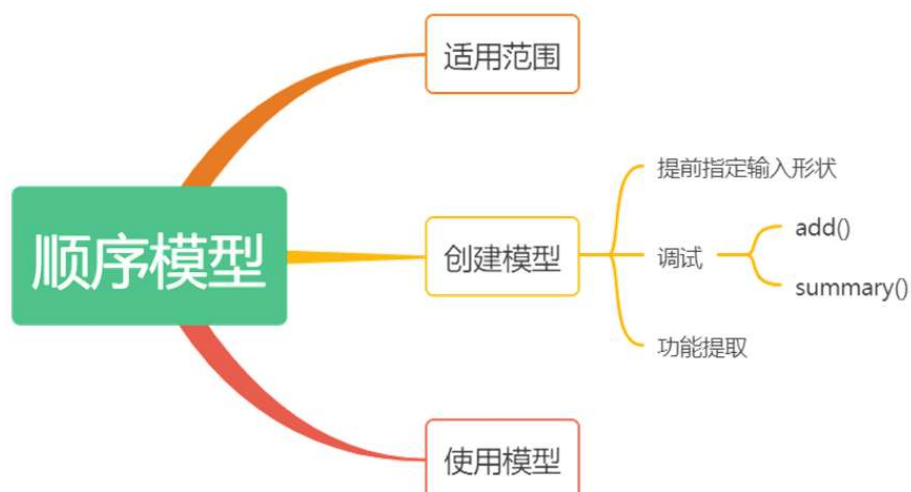 顺序模型
适用范围
创建模型
提前指定输入形状
调试
add()
summary()
功能提取
使用模型